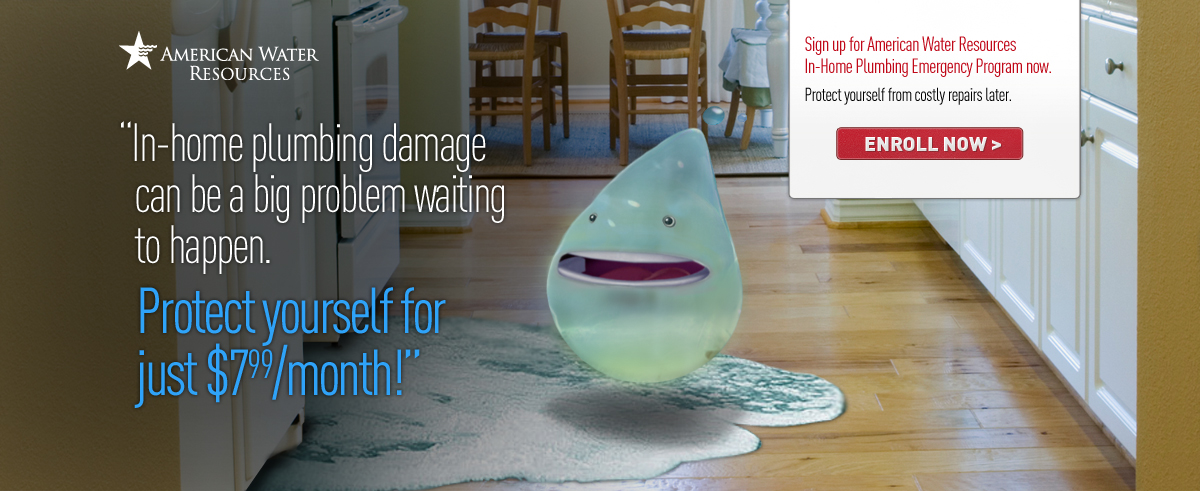 AMERICAN WATER
RESOURCES
“In-home plumbing damage
can be a big problem waiting
to happen.
Protect yourself for
just $7⁹⁹/month!”
Sign up for American Water Resources
In-Home Plumbing Emergency Program now.
Protect yourself from costly repairs later.
ENROLL NOW >